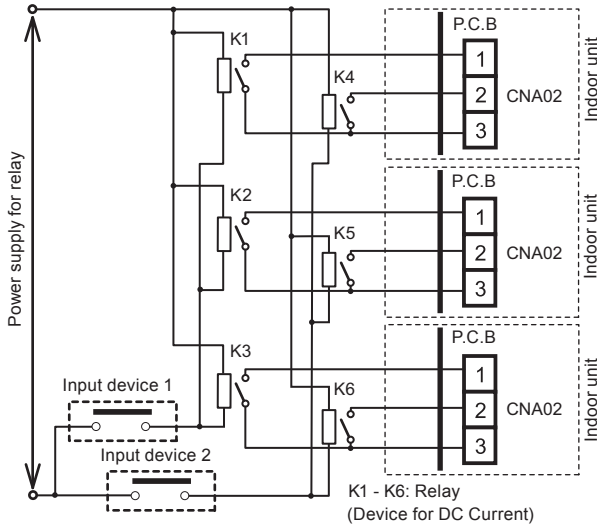 Power supply for relay
K1
K4
P.C.B
1
2
3
CNA02
Indoor unit
K2
K5
P.C.B
1
2
3
CNA02
Indoor unit
K3
K6
P.C.B
1
2
3
CNA02
Indoor unit
Input device 1
Input device 2
K1 - K6: Relay
(Device for DC Current)